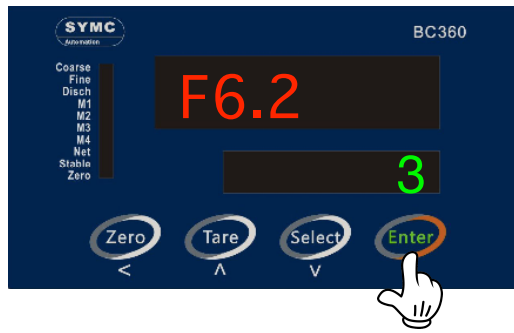 SYMC
Automation
BC360
Coarse
Fine
Disch
M1
M2
M3
M4
Net
Stable
Zero
F6.2
3
Zero
Tare
Select
Enter
<
Λ
V